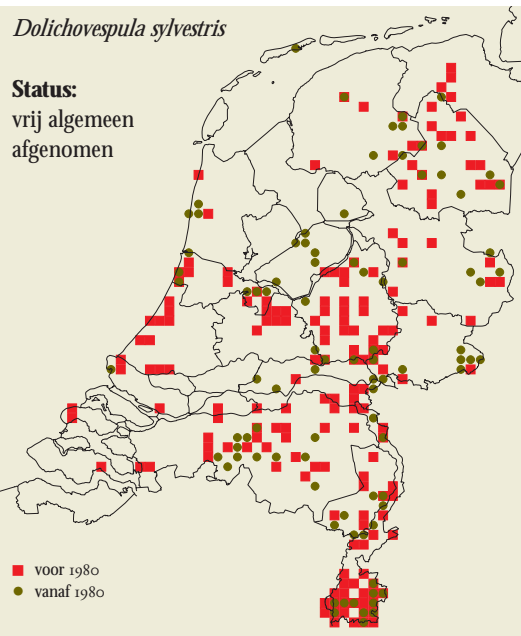 Dolichovespula sylvestris
Status:
vrij algemeen
afgenomen
voor 1980
vanaf 1980